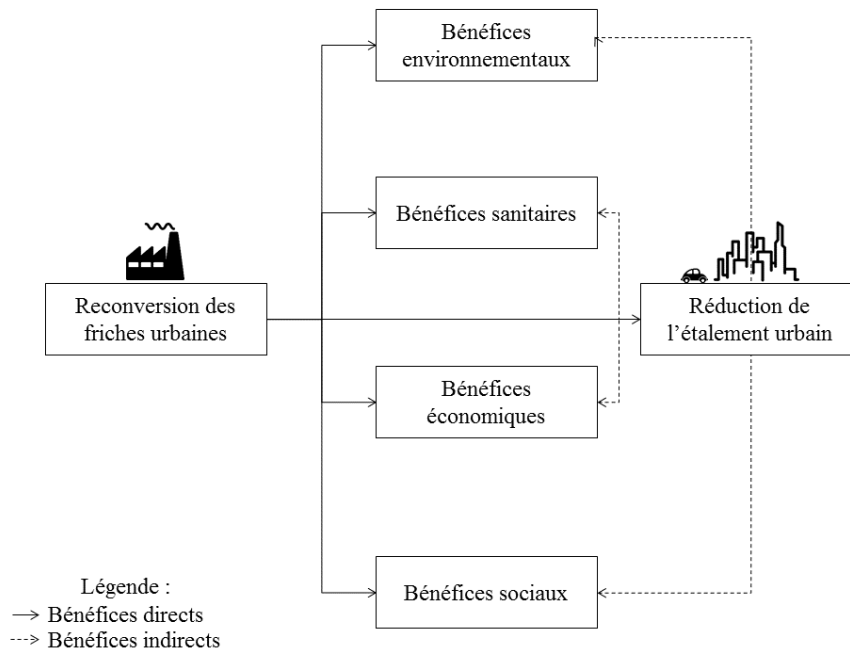 Bénéfices
environnementaux
Bénéfices sanitaires
Reconversion des
friches urbaines
Réduction de
l’étalement urbain
Bénéfices
économiques
Bénéfices sociaux
Légende :
Bénéfices directs
Bénéfices indirects